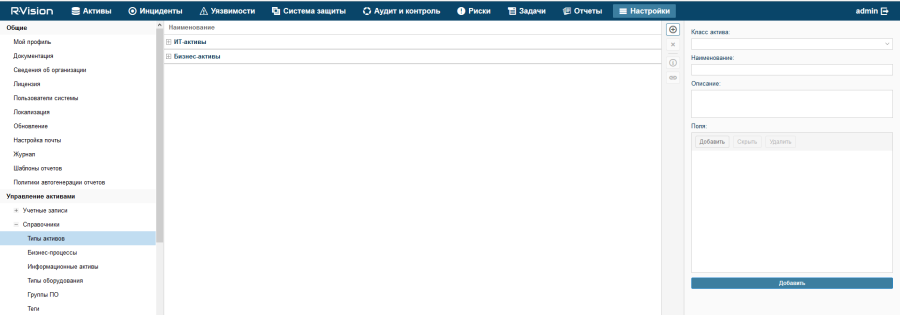 R·Vision Активы Инциденты Уязвимости Система защиты Аудит и контроль Риски Задачи Отчеты Настройки admin
Общие
Мой профиль
Документация
Сведения об организации
Лицензия
Пользователи системы
Локализация
Обновление
Настройка почты
Журнал
Шаблоны отчетов
Политики автогенерации отчетов
Управление активами
Учетные записи
Справочники
Типы активов
Бизнес-процессы
Информационные активы
Типы оборудования
Группы ПО
Теги
Наименование
ИТ-активы
Бизнес-активы
Класс актива:
Наименование:
Описание:
Поля:
Добавить Скрыть Удалить
Добавить